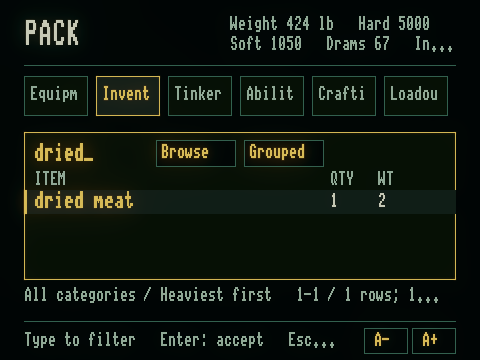 PACK
Weight 424 lb Hard 5000
Soft 1050 Drams 67 In...
Equipm Invent Tinker Abilit Crafti Loadou
dried_ Browse Grouped
ITEM QTY WT
dried meat 1 2
All categories / Heaviest first 1-1 / 1 rows; 1...
Type to filter Enter: accept Esc... A- A+